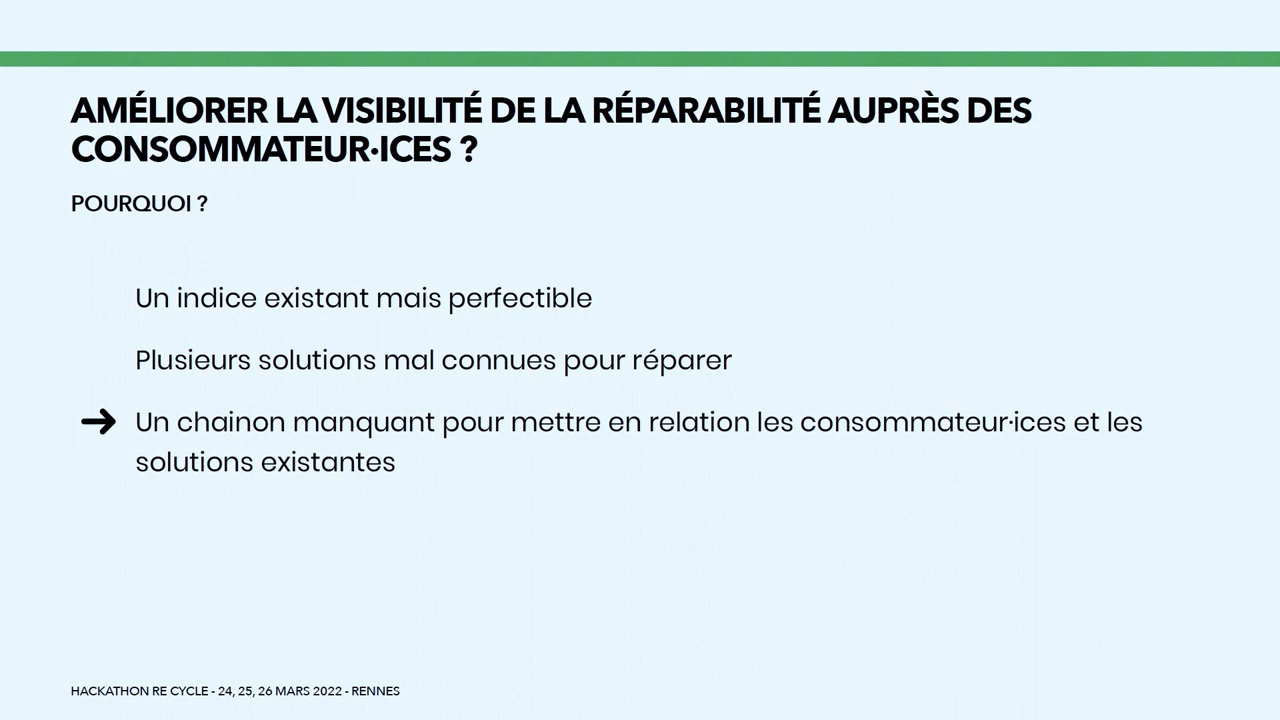 AMÉLIORER LA VISIBILITÉ DE LA RÉPARABILITÉ AUPRÈS DES
CONSOMMATEUR·ICES ?
POURQUOI ?
Un indice existant mais perfectible
Plusieurs solutions mal connues pour réparer
➔ Un chainon manquant pour mettre en relation les consommateur·ices et les
solutions existantes
HACKATHON RE CYCLE - 24, 25, 26 MARS 2022 - RENNES